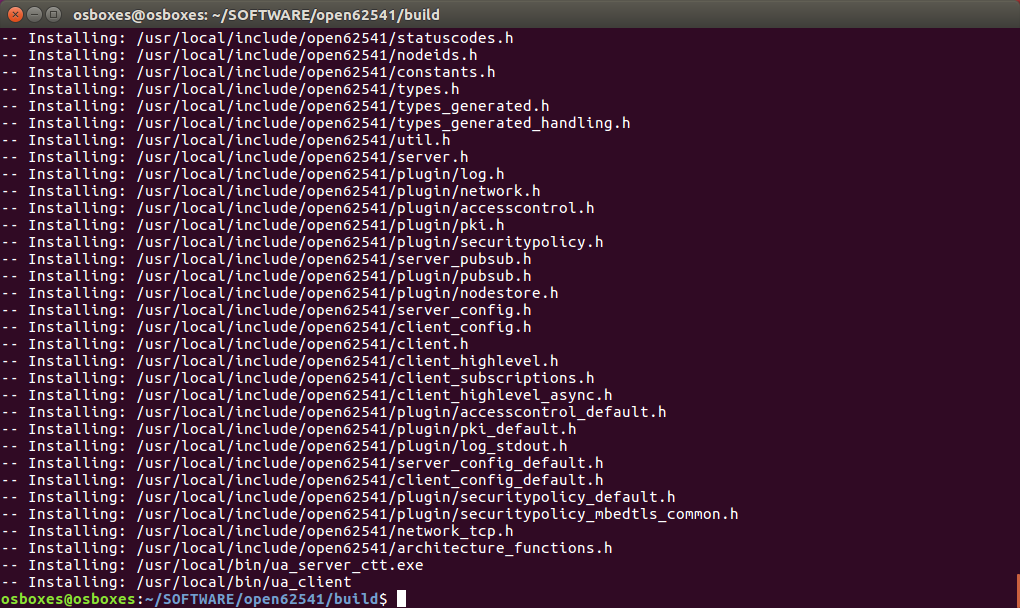 osboxes@osboxes: ~/SOFTWARE/open62541/build
-- Installing: /usr/local/include/open62541/statuscodes.h
-- Installing: /usr/local/include/open62541/nodeids.h
-- Installing: /usr/local/include/open62541/constants.h
-- Installing: /usr/local/include/open62541/types.h
-- Installing: /usr/local/include/open62541/types_generated.h
-- Installing: /usr/local/include/open62541/types_generated_handling.h
-- Installing: /usr/local/include/open62541/util.h
-- Installing: /usr/local/include/open62541/server.h
-- Installing: /usr/local/include/open62541/plugin/log.h
-- Installing: /usr/local/include/open62541/plugin/network.h
-- Installing: /usr/local/include/open62541/plugin/accesscontrol.h
-- Installing: /usr/local/include/open62541/plugin/pki.h
-- Installing: /usr/local/include/open62541/plugin/securitypolicy.h
-- Installing: /usr/local/include/open62541/server_pubsub.h
-- Installing: /usr/local/include/open62541/plugin/pubsub.h
-- Installing: /usr/local/include/open62541/plugin/nodestore.h
-- Installing: /usr/local/include/open62541/server_config.h
-- Installing: /usr/local/include/open62541/client_config.h
-- Installing: /usr/local/include/open62541/client.h
-- Installing: /usr/local/include/open62541/client_highlevel.h
-- Installing: /usr/local/include/open62541/client_subscriptions.h
-- Installing: /usr/local/include/open62541/client_highlevel_async.h
-- Installing: /usr/local/include/open62541/plugin/accesscontrol_default.h
-- Installing: /usr/local/include/open62541/plugin/pki_default.h
-- Installing: /usr/local/include/open62541/plugin/log_stdout.h
-- Installing: /usr/local/include/open62541/server_config_default.h
-- Installing: /usr/local/include/open62541/client_config_default.h
-- Installing: /usr/local/include/open62541/plugin/securitypolicy_default.h
-- Installing: /usr/local/include/open62541/plugin/securitypolicy_mbedtls_common.h
-- Installing: /usr/local/include/open62541/network_tcp.h
-- Installing: /usr/local/include/open62541/architecture_functions.h
-- Installing: /usr/local/bin/ua_server_ctt.exe
-- Installing: /usr/local/bin/ua_client
osboxes@osboxes:~/SOFTWARE/open62541/build$